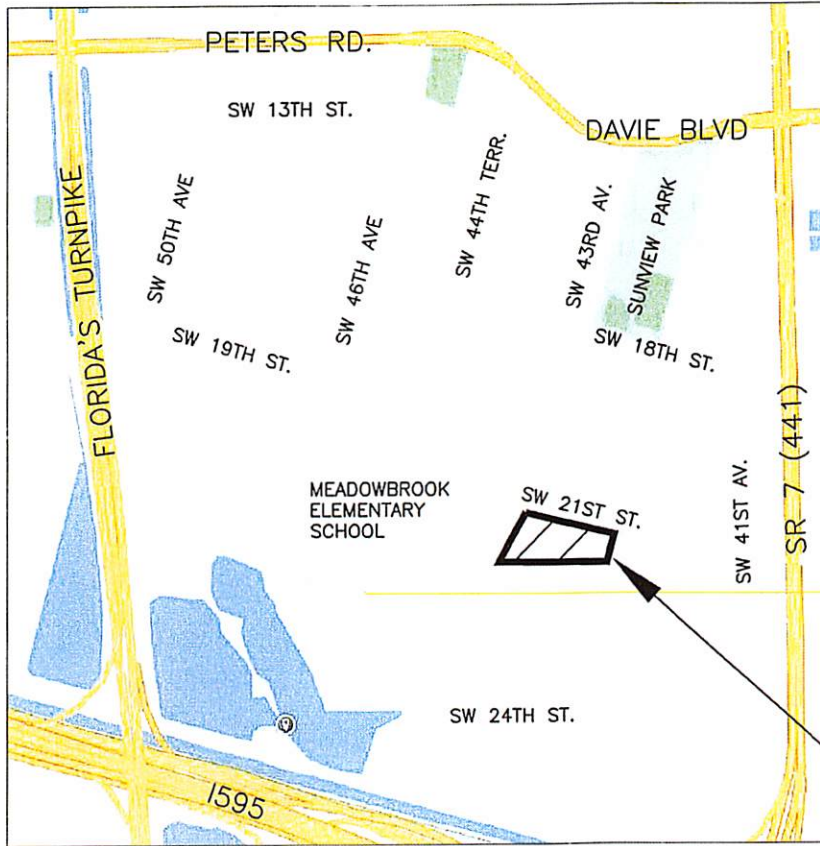 PETERS RD.
SW 13TH ST.
DAVIE BLVD
SW 44TH TERR.
FLORIDA'S TURNPIKE
SW 50TH AVE
SW 46TH AVE
SW 43RD AV.
SUNVIEW PARK
SW 19TH ST.
SW 18TH ST.
SR 7 (441)
MEADOWBROOK
ELEMENTARY
SCHOOL
SW 21ST ST.
SW 41ST AV.
SW 24TH ST.
I595